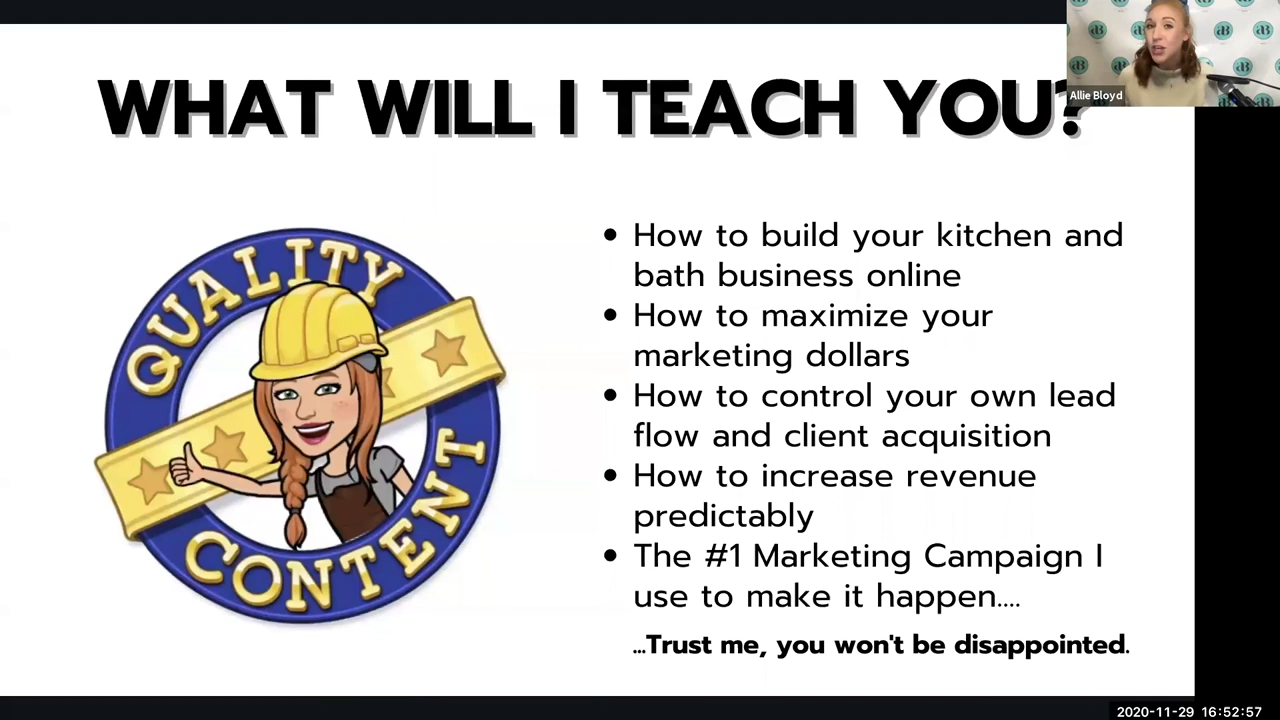 WHAT WILL I TEACH YOU?
Allie Bloyd
QUALITY
CONTENT
• How to build your kitchen and
bath business online
• How to maximize your
marketing dollars
• How to control your own lead
flow and client acquisition
• How to increase revenue
predictably
• The #1 Marketing Campaign I
use to make it happen....
...Trust me, you won't be disappointed.
2020-11-29 16:52:57